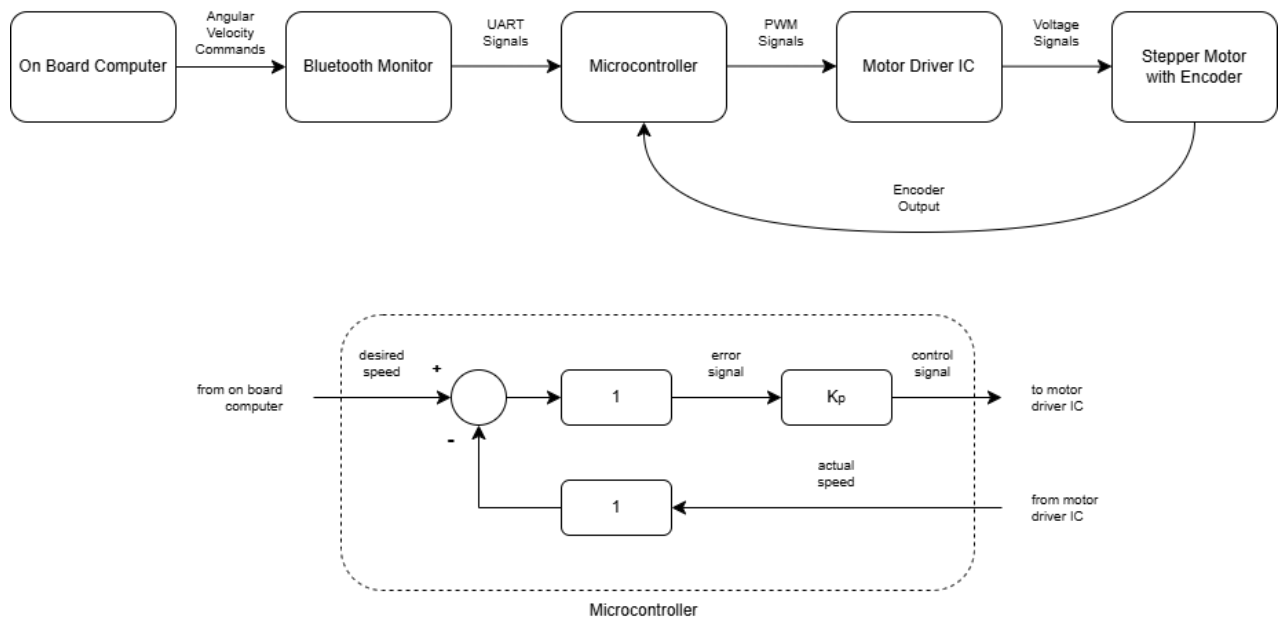 Angular
Velocity
Commands
UART
Signals
PWM
Signals
Voltage
Signals
On Board Computer
Bluetooth Monitor
Microcontroller
Motor Driver IC
Stepper Motor
with Encoder
Encoder
Output
desired
speed
error
signal
control
signal
from on board
computer
+
-
1
Kp
to motor
driver IC
actual
speed
1
from motor
driver IC
Microcontroller